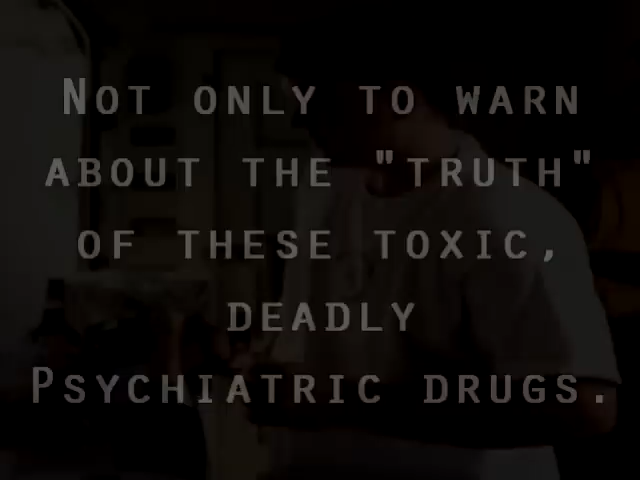 Not only to warn
about the "truth"
of these toxic,
deadly
Psychiatric drugs.